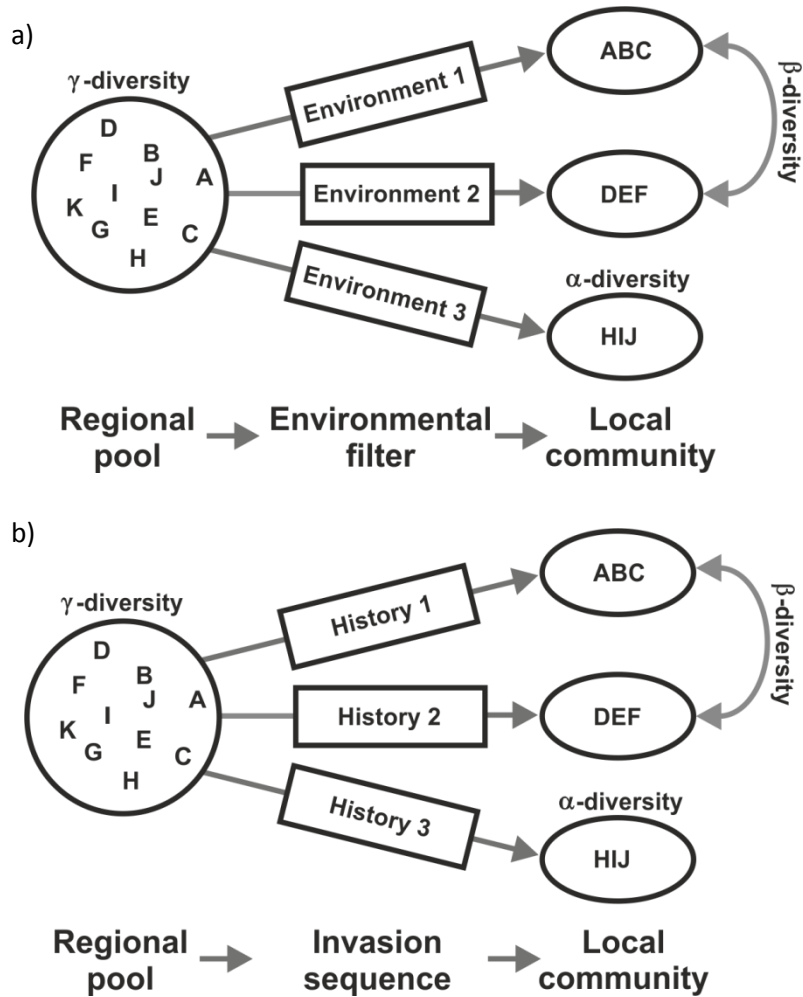 a)
γ-diversity
D
B
F
J
A
I
K
E
G
C
H
Environment 1
Environment 2
Environment 3
ABC
DEF
α-diversity
HIJ
β-diversity
Regional
pool
Environmental
filter
Local
community
b)
γ-diversity
D
B
F
J
A
I
K
E
G
C
H
History 1
History 2
History 3
ABC
DEF
α-diversity
HIJ
β-diversity
Regional
pool
Invasion
sequence
Local
community